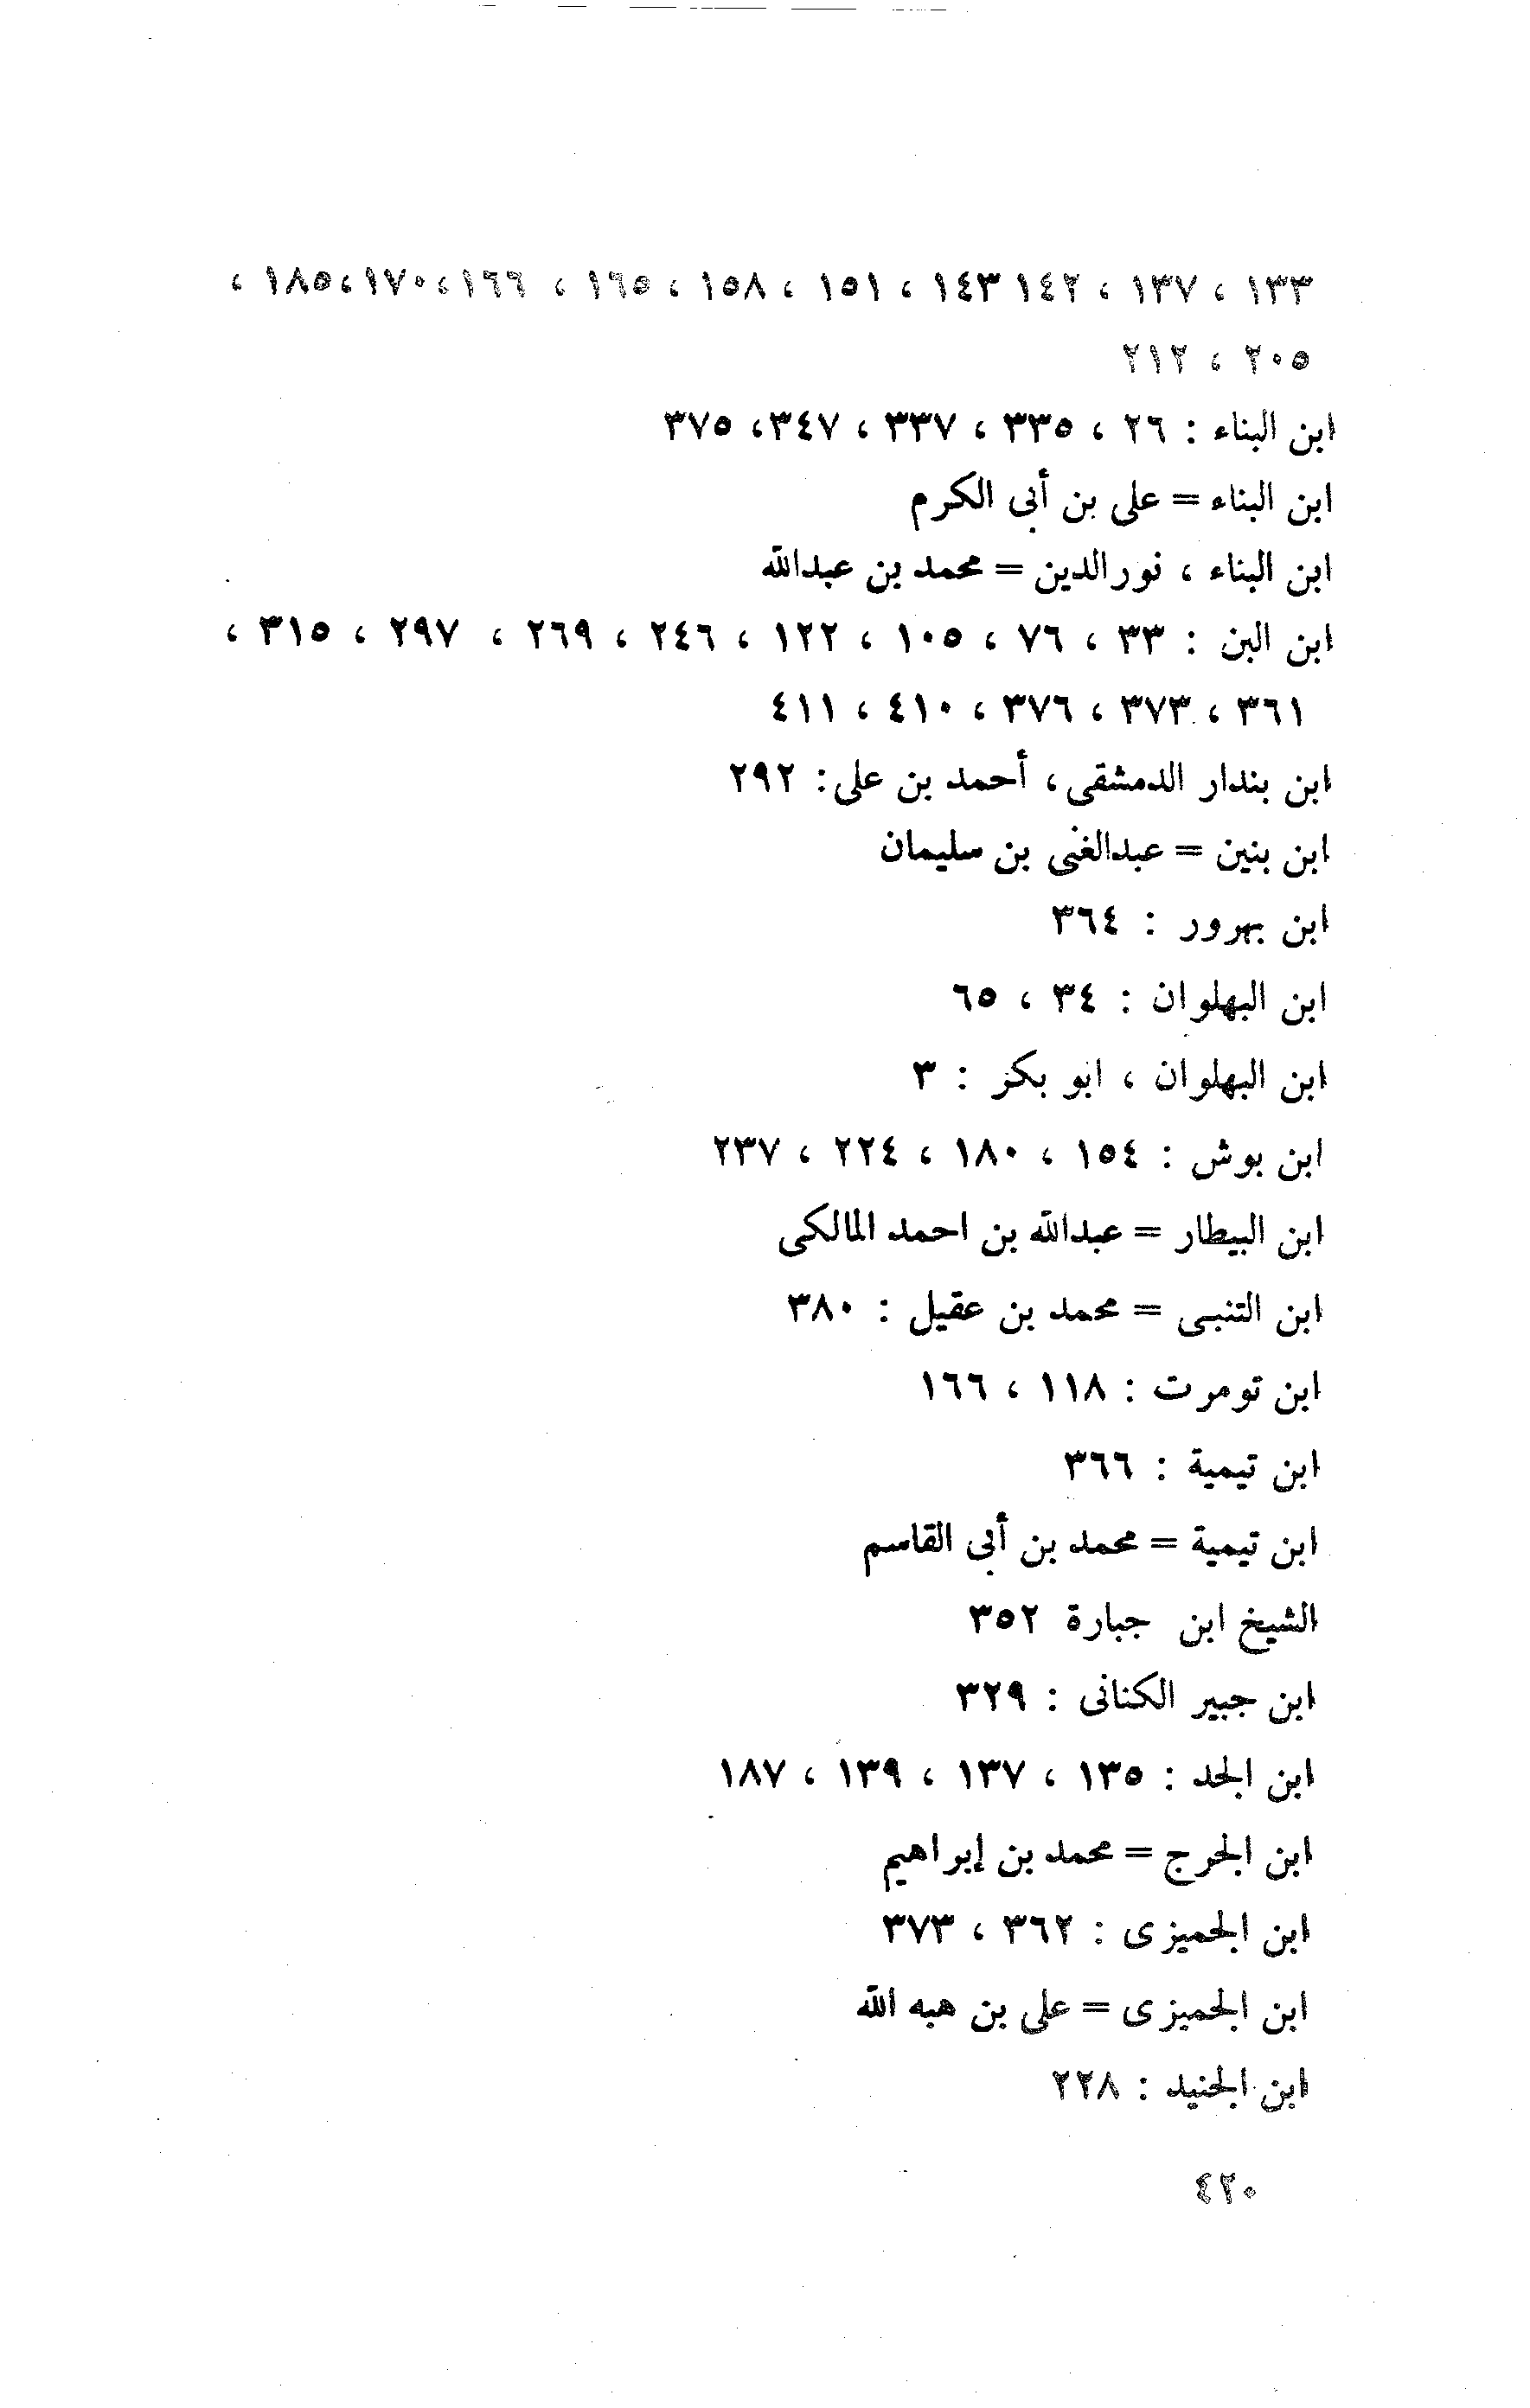 ١٣٣ ، ١٣٧ ، ١٤٢ ١٤٣ ، ١٥١ ، ١٥٨ ، ١٦٥ ، ١٦٦،١٧٠،١٨٥ ،
٢٠٥ ، ٢١٢
ابن البناء : ٢٦ ، ٣٣٥ ، ٣٣٧ ، ٣٤٧، ٣٧٥
ابن البناء = على بن أبى الكرم
ابن البناء ، نورالدين = محمد بن عبدالله
ابن البن : ٣٣ ، ٧٦ ، ١٠٥ ، ١٢٢ ، ٢٤٦ ، ٢٦٩ ، ٢٩٧ ، ٣١٥ ،
٣٦١ ، ٣٧٣ ، ٣٧٦ ، ٤١٠ ، ٤١١
ابن بندار الدمشقى، أحمد بن على: ٢٩٢
ابن بنين = عبدالغنى بن سليمان
ابن بهرور : ٣٦٤
ابن البهلوان : ٣٤ ، ٦٥
ابن البهلوان ، ابو بكر : ٣
ابن بوش : ١٥٤ ، ١٨٠ ، ٢٢٤ ، ٢٣٧
ابن البيطار = عبدالله بن احمد المالكى
ابن التنبى = محمد بن عقيل : ٣٨٠
ابن تومرت : ١١٨ ، ١٦٦
ابن تيمية : ٣٦٦
ابن تيمية = محمد بن أبى القاسم
الشيخ ابن جبارة ٣٥٢
ابن جبير الكنانى : ٣٢٩
ابن الجد : ١٣٥ ، ١٣٧ ، ١٣٩ ، ١٨٧
ابن الجرج = محمد بن إبراهيم
ابن الجميزى : ٣٦٢ ، ٣٧٣
ابن الجميزى = على بن هبه الله
ابن الجنيد : ٢٢٨
٤٢٠